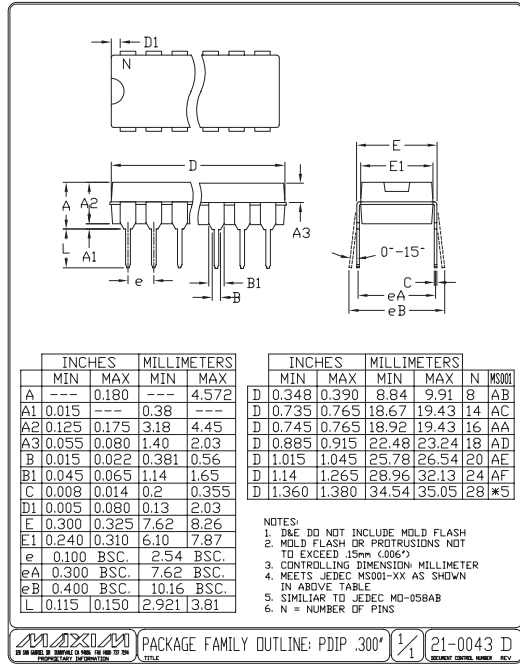 D1
N
D
A
A2
A1
L
A3
e
B1
B
E
E1
0°-15°
C
eA
eB
INCHES MILLIMETERS
MIN MAX MIN MAX
A --- 0.180 --- 4.572
A1 0.015 --- 0.38 ---
A2 0.125 0.175 3.18 4.45
A3 0.055 0.080 1.40 2.03
B 0.015 0.022 0.381 0.56
B1 0.045 0.065 1.14 1.65
C 0.008 0.014 0.2 0.355
D1 0.005 0.080 0.13 2.03
E 0.300 0.325 7.62 8.26
E1 0.240 0.310 6.10 7.87
e 0.100 BSC. 2.54 BSC.
eA 0.300 BSC. 7.62 BSC.
eB 0.400 BSC. 10.16 BSC.
L 0.115 0.150 2.921 3.81
INCHES MILLIMETERS
MIN MAX MIN MAX N MS001
D 0.348 0.390 8.84 9.91 8 AB
D 0.735 0.765 18.67 19.43 14 AC
D 0.745 0.765 18.92 19.43 16 AA
D 0.885 0.915 22.48 23.24 18 AD
D 1.015 1.045 25.78 26.54 20 AE
D 1.14 1.265 28.96 32.13 24 AF
D 1.360 1.380 34.54 35.05 28 *5
NOTES:
1. D&E DO NOT INCLUDE MOLD FLASH
2. MOLD FLASH OR PROTRUSIONS NOT
TO EXCEED .15mm (.006")
3. CONTROLLING DIMENSION: MILLIMETER
4. MEETS JEDEC MS001-XX AS SHOWN
IN ABOVE TABLE
5. SIMILIAR TO JEDEC MO-058AB
6. N = NUMBER OF PINS
MAXIM
PROPRIETARY INFORMATION
PACKAGE FAMILY OUTLINE: PDIP .300"
TITLE
1/1
21-0043 D
DOCUMENT CONTROL NUMBER REV